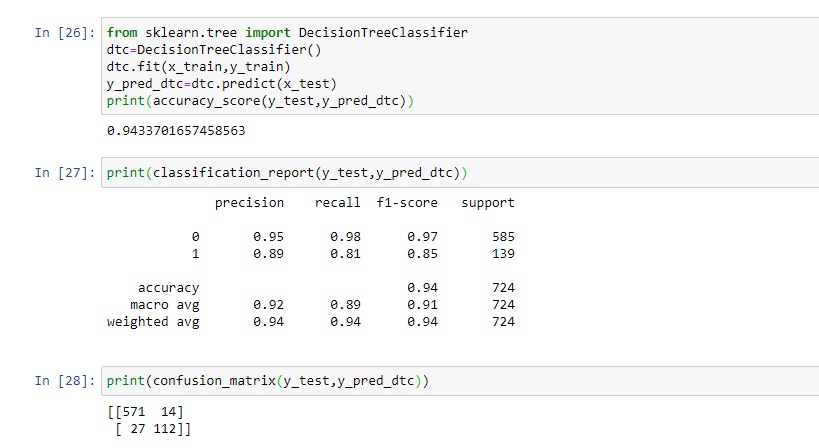 In [26]: from sklearn.tree import DecisionTreeClassifier
dtc=DecisionTreeClassifier()
dtc.fit(x_train,y_train)
y_pred_dtc=dtc.predict(x_test)
print(accuracy_score(y_test,y_pred_dtc))
0.9433701657458563
In [27]: print(classification_report(y_test,y_pred_dtc))
precision recall f1-score support
0 0.95 0.98 0.97 585
1 0.89 0.81 0.85 139
accuracy 0.94 724
macro avg 0.92 0.89 0.91 724
weighted avg 0.94 0.94 0.94 724
In [28]: print(confusion_matrix(y_test,y_pred_dtc))
[[571 14]
[ 27 112]]